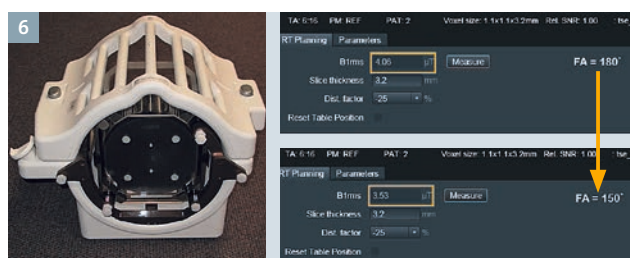 6
TA: 6:16 PM: REF PAT: 2 Voxel size: 1.1x1.1x3.2mm Rel. SNR: 1.00 : tse_
RT Planning Parameters
B1rms 4.06 µT Measure FA = 180°
Slice thickness 3.2 mm
Dist. factor -25 %
Reset Table Position
TA: 6:16 PM: REF PAT: 2 Voxel size: 1.1x1.1x3.2mm Rel. SNR: 1.00 : tse_
RT Planning Parameters
B1rms 3.53 µT Measure FA = 150°
Slice thickness 3.2 mm
Dist. factor -25 %
Reset Table Position